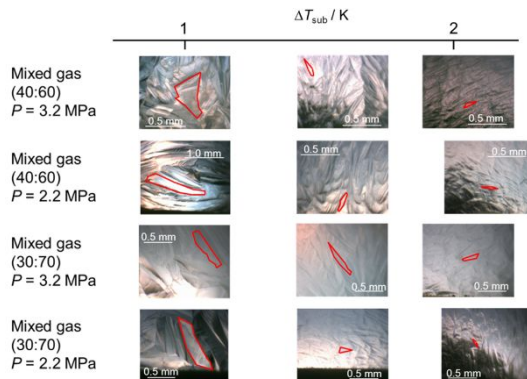 ΔTsub / K
1
2
Mixed gas
(40:60)
P = 3.2 MPa
0.5 mm
0.5 mm
0.5 mm
Mixed gas
(40:60)
P = 2.2 MPa
1.0 mm
0.5 mm
0.5 mm
Mixed gas
(30:70)
P = 3.2 MPa
0.5 mm
0.5 mm
0.5 mm
Mixed gas
(30:70)
P = 2.2 MPa
0.5 mm
0.5 mm
0.5 mm